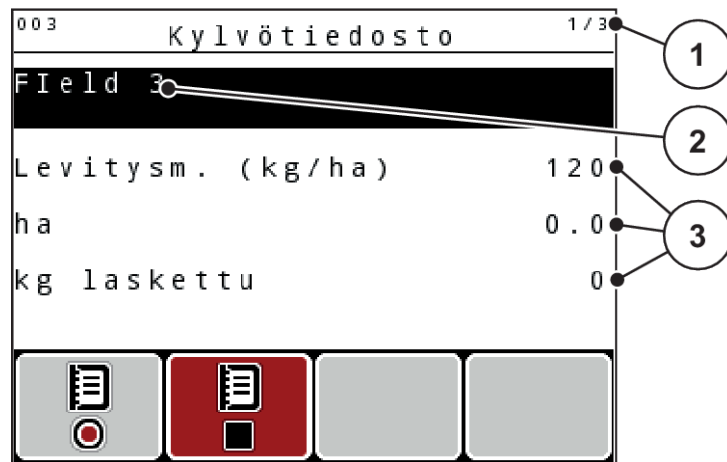 003 Kylvötiedosto 1/3
FIeld 3
Levitysm. (kg/ha) 120
ha 0.0
kg laskettu 0
1
2
3